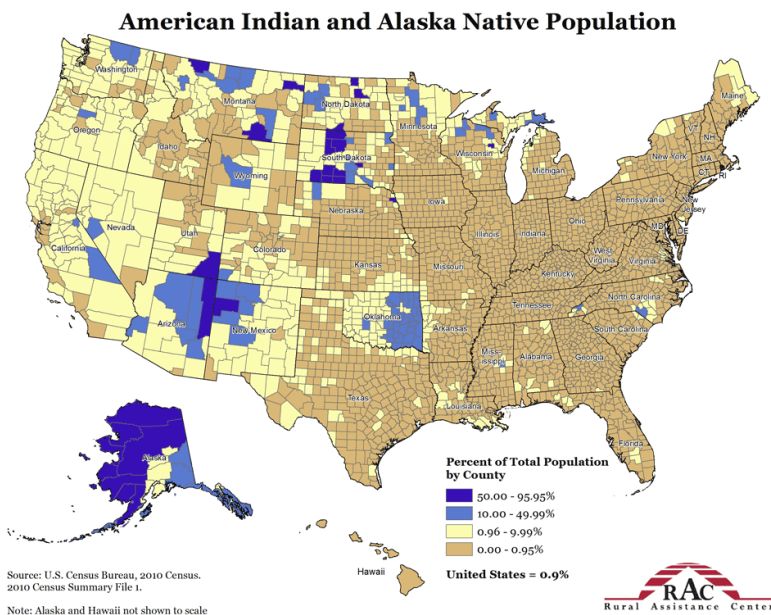 American Indian and Alaska Native Population
Washington
Montana
North Dakota
Minnesota
Maine
Oregon
Idaho
South Dakota
Wisconsin
VT
NH
Michigan
New York
MA
CT
RI
Wyoming
Iowa
Pennsylvania
New
Jersey
Nebraska
Nevada
Utah
Illinois
Indiana
Ohio
MD
DE
California
Colorado
Kansas
Missouri
West
Virginia
Virginia
Kentucky
Arizona
New Mexico
Oklahoma
Arkansas
Tennessee
North Carolina
South Carolina
Miss-
issippi
Alabama
Georgia
Texas
Louisiana
Florida
Alaska
Hawaii
Percent of Total Population
by County
50.00 - 95.95%
10.00 - 49.99%
0.96 - 9.99%
0.00 - 0.95%
United States = 0.9%
Source: U.S. Census Bureau, 2010 Census.
2010 Census Summary File 1.
Note: Alaska and Hawaii not shown to scale
RAC
Rural Assistance Center